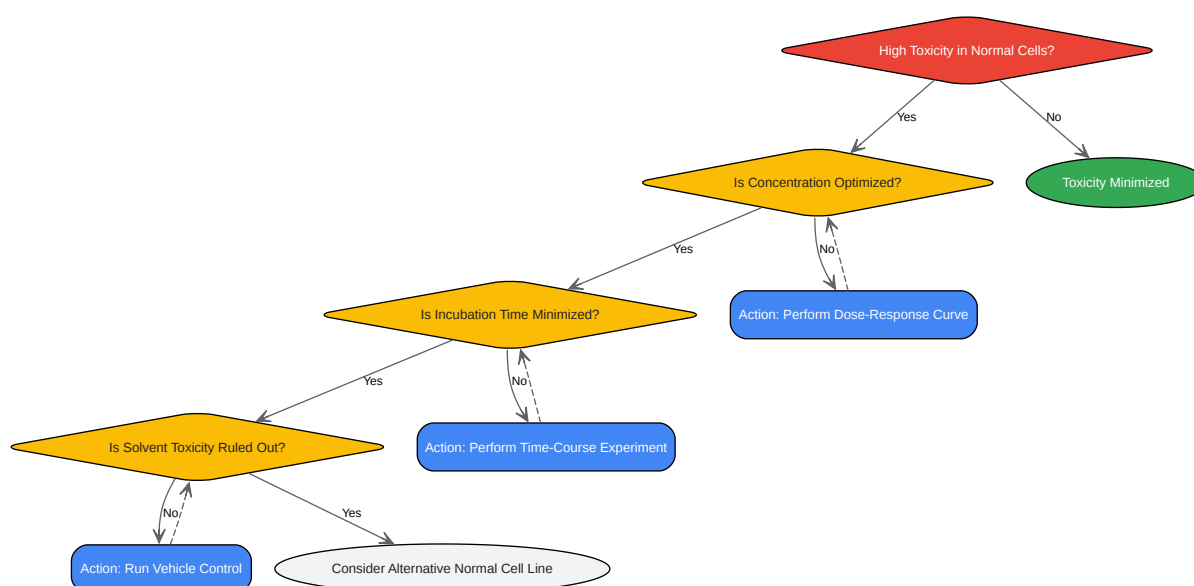 High Toxicity in Normal Cells?
Yes
No
Is Concentration Optimized?
Toxicity Minimized
Yes
No
Is Incubation Time Minimized?
Action: Perform Dose-Response Curve
Yes
No
Is Solvent Toxicity Ruled Out?
Action: Perform Time-Course Experiment
No
Yes
Action: Run Vehicle Control
Consider Alternative Normal Cell Line